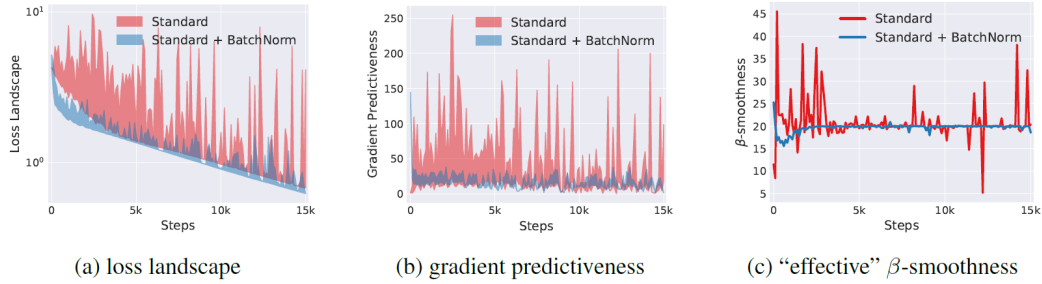 10¹
10⁰
Loss Landscape
Standard
Standard + BatchNorm
0 5k 10k 15k
Steps
(a) loss landscape
250
200
150
100
50
0
Gradient Predictiveness
Standard
Standard + BatchNorm
0 5k 10k 15k
Steps
(b) gradient predictiveness
45
40
35
30
25
20
15
10
5
β-smoothness
Standard
Standard + BatchNorm
0 5k 10k 15k
Steps
(c) “effective” β-smoothness